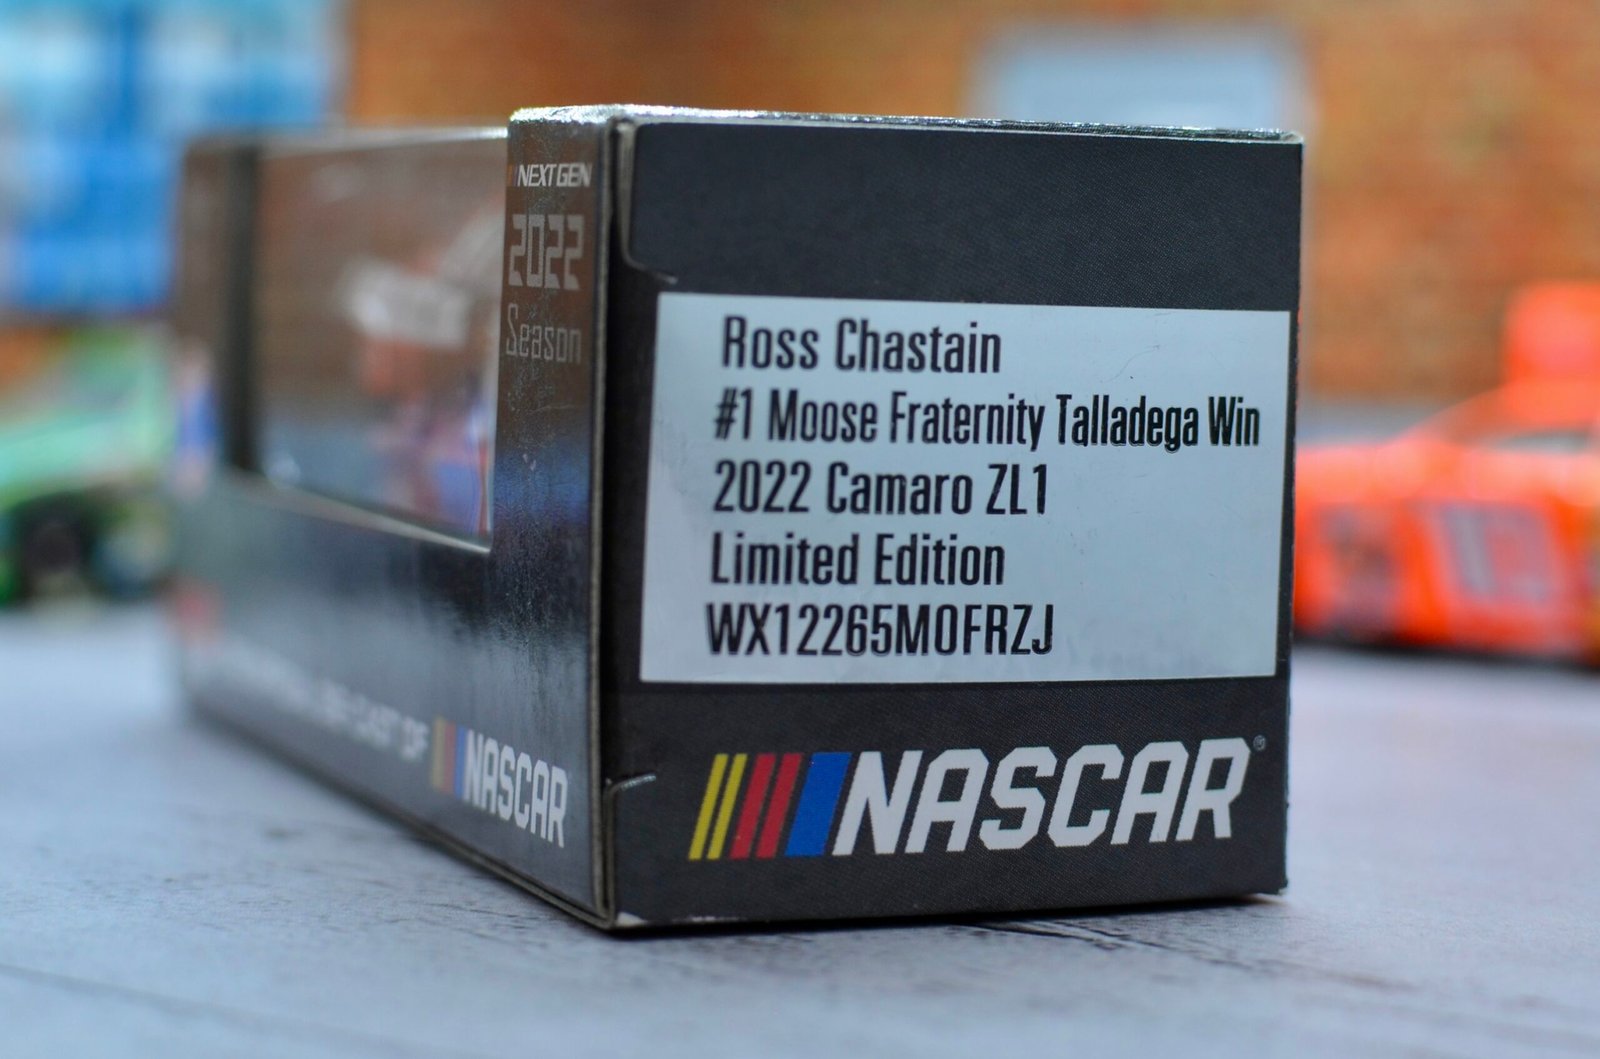 NEXT GEN
2022
Season
Ross Chastain
#1 Moose Fraternity Talladega Win
2022 Camaro ZL1
Limited Edition
WX12265MOFRZJ
NASCAR®
NASCAR